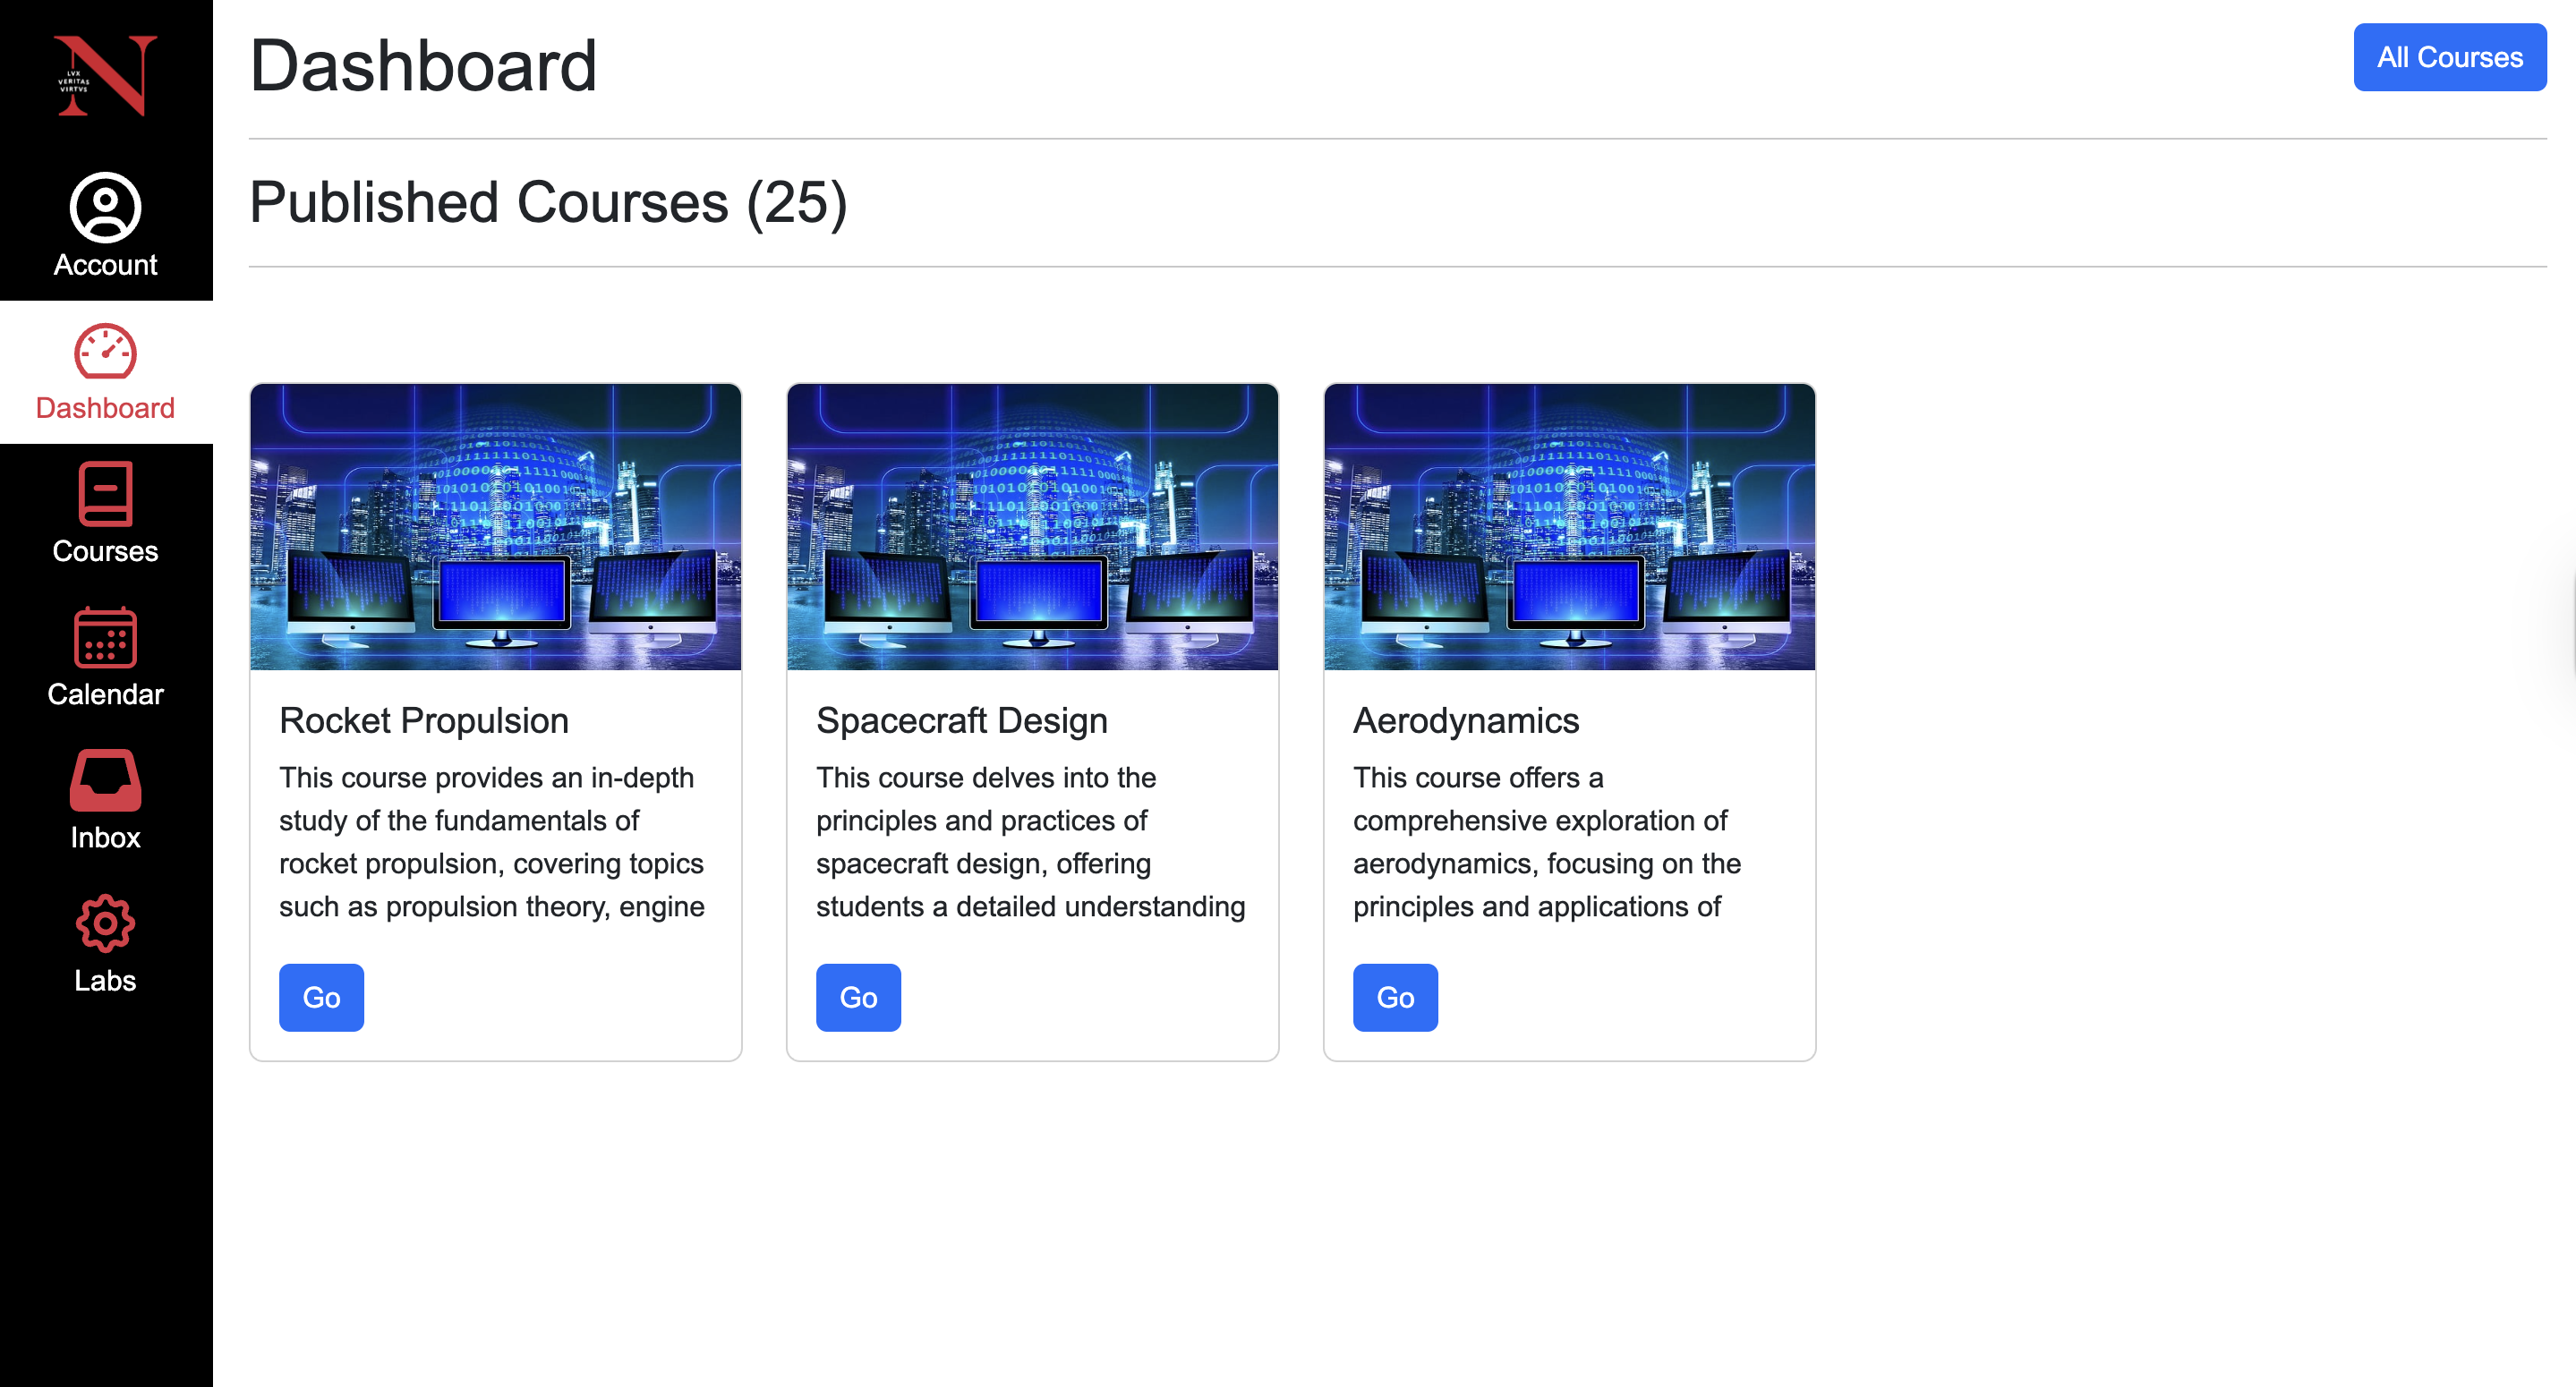 LVX
VERITAS
VIRTVS
Account
Dashboard
Courses
Calendar
Inbox
Labs
Dashboard
All Courses
Published Courses (25)
Rocket Propulsion
This course provides an in-depth
study of the fundamentals of
rocket propulsion, covering topics
such as propulsion theory, engine
Go
Spacecraft Design
This course delves into the
principles and practices of
spacecraft design, offering
students a detailed understanding
Go
Aerodynamics
This course offers a
comprehensive exploration of
aerodynamics, focusing on the
principles and applications of
Go